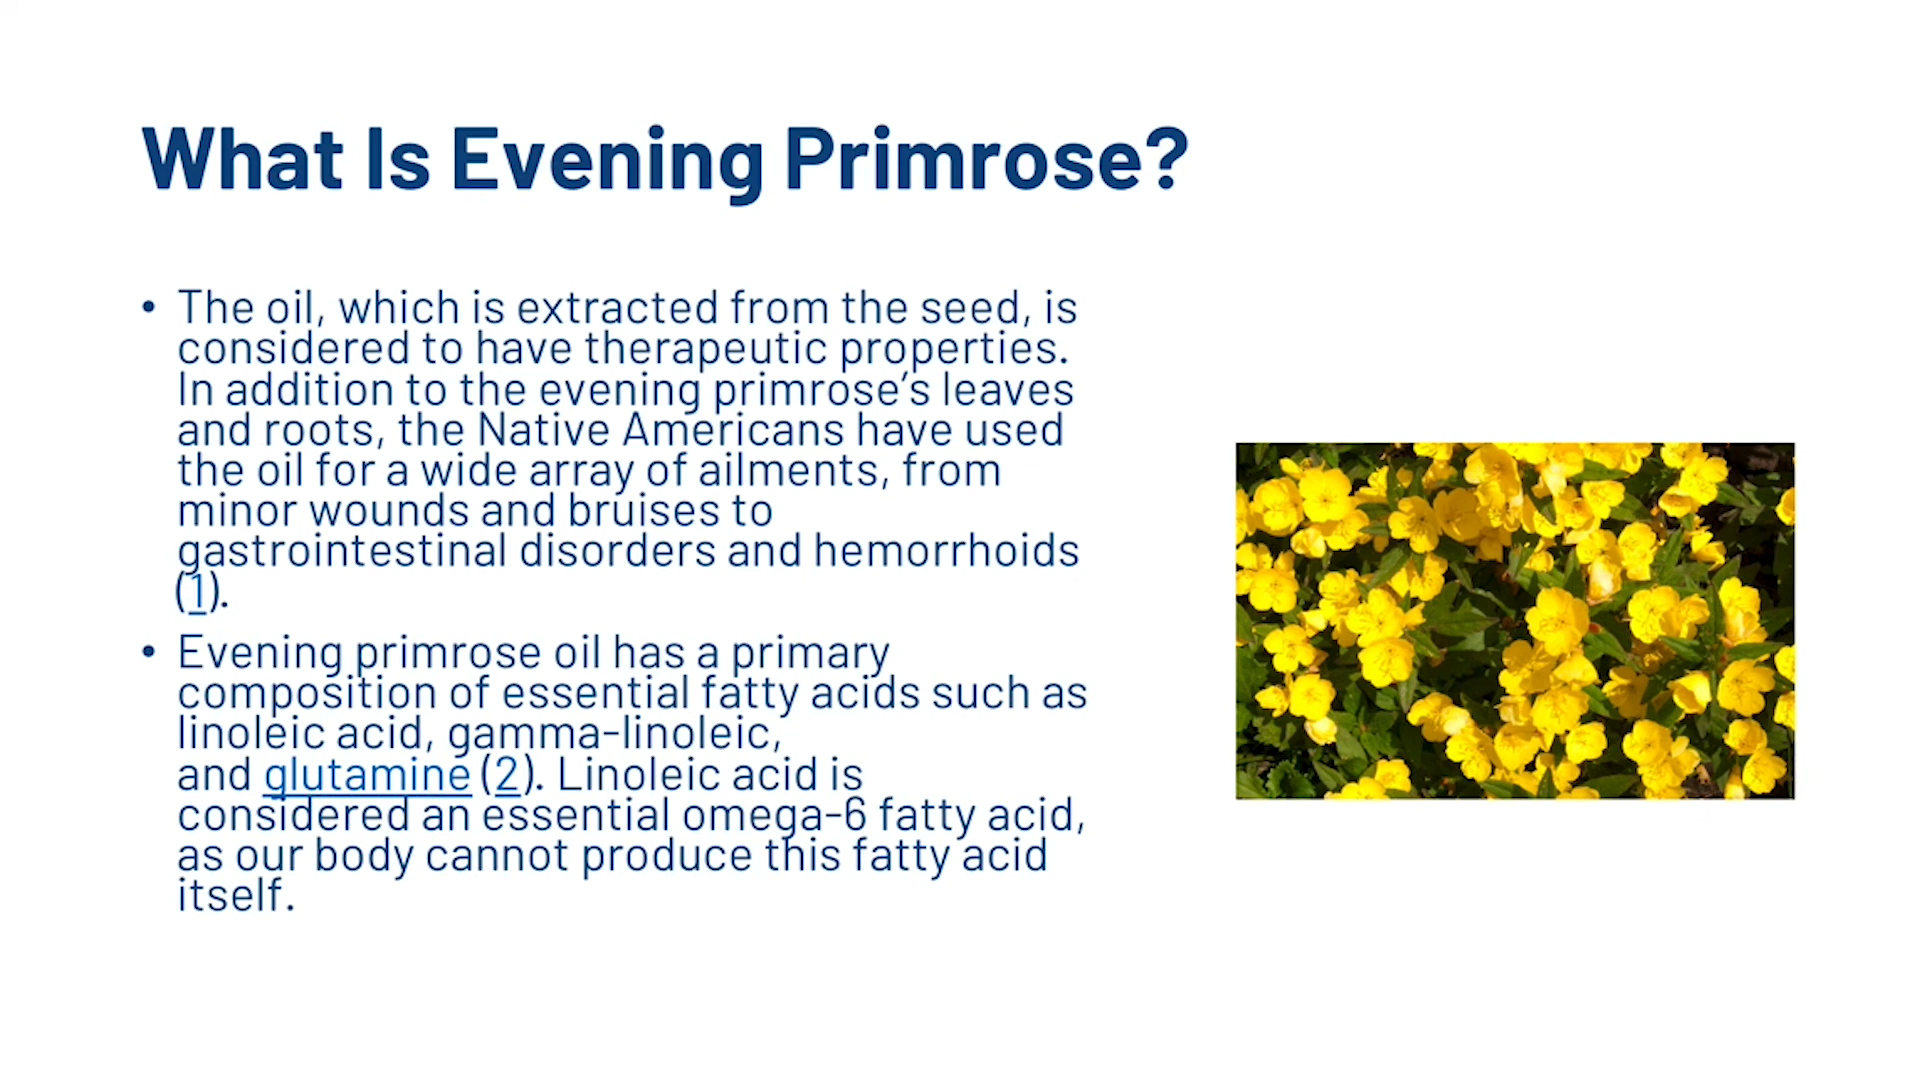 What Is Evening Primrose?
• The oil, which is extracted from the seed, is
considered to have therapeutic properties.
In addition to the evening primrose’s leaves
and roots, the Native Americans have used
the oil for a wide array of ailments, from
minor wounds and bruises to
gastrointestinal disorders and hemorrhoids
(1).
• Evening primrose oil has a primary
composition of essential fatty acids such as
linoleic acid, gamma-linoleic,
and glutamine (2). Linoleic acid is
considered an essential omega-6 fatty acid,
as our body cannot produce this fatty acid
itself.